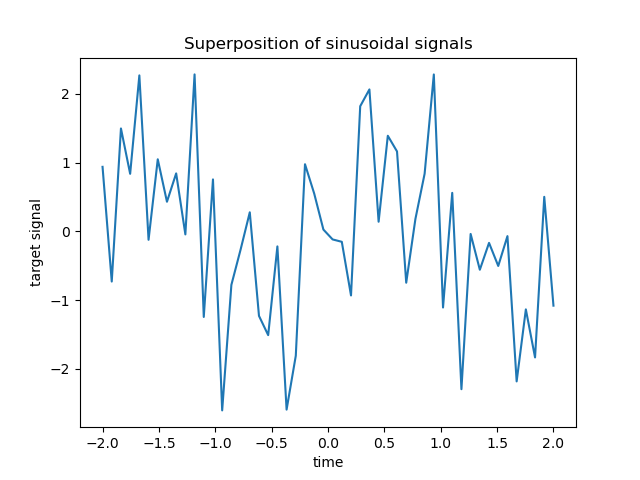 Superposition of sinusoidal signals
target signal
2
1
0
−1
−2
−2.0 −1.5 −1.0 −0.5 0.0 0.5 1.0 1.5 2.0
time